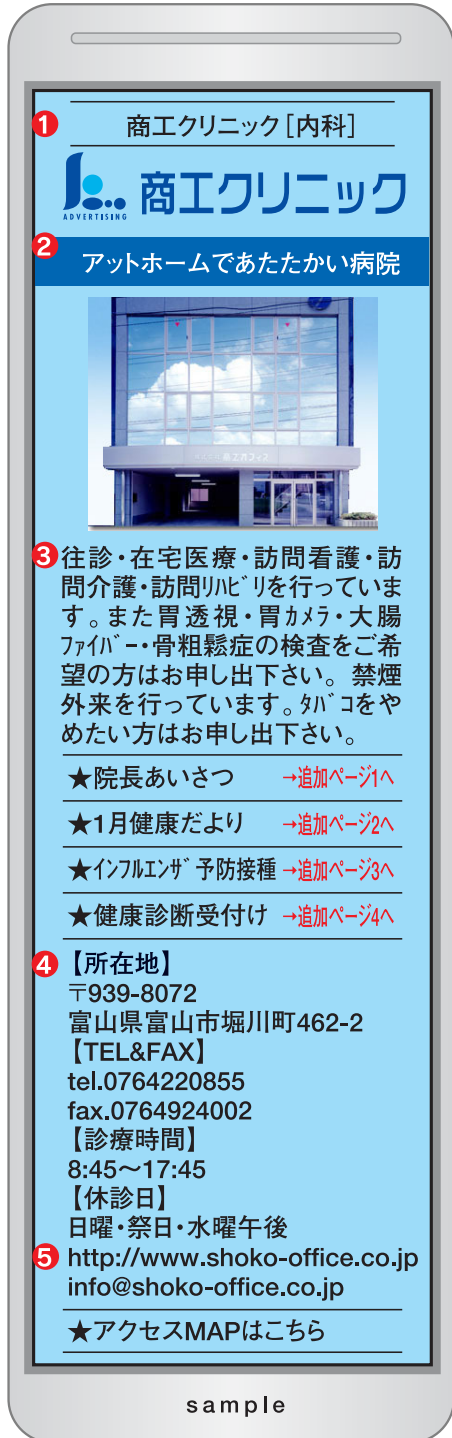 ❶ 商工クリニック［内科］
ADVERTISING
商工クリニック
❷ アットホームであたたかい病院
商工オフィス
❸ 往診・在宅医療・訪問看護・訪
問介護・訪問ﾘﾊﾋﾞﾘを行っていま
す。また胃透視・胃ｶﾒﾗ・大腸
ﾌｧｲﾊﾞｰ・骨粗鬆症の検査をご希
望の方はお申し出下さい。禁煙
外来を行っています。ﾀﾊﾞｺをや
めたい方はお申し出下さい。
★院長あいさつ →追加ページ1へ
★1月健康だより →追加ページ2へ
★ｲﾝﾌﾙｴﾝｻﾞ予防接種 →追加ページ3へ
★健康診断受付け →追加ページ4へ
❹ 【所在地】
〒939-8072
富山県富山市堀川町462-2
【TEL&FAX】
tel.0764220855
fax.0764924002
【診療時間】
8:45〜17:45
【休診日】
日曜・祭日・水曜午後
❺ http://www.shoko-office.co.jp
info@shoko-office.co.jp
★アクセスMAPはこちら
sample